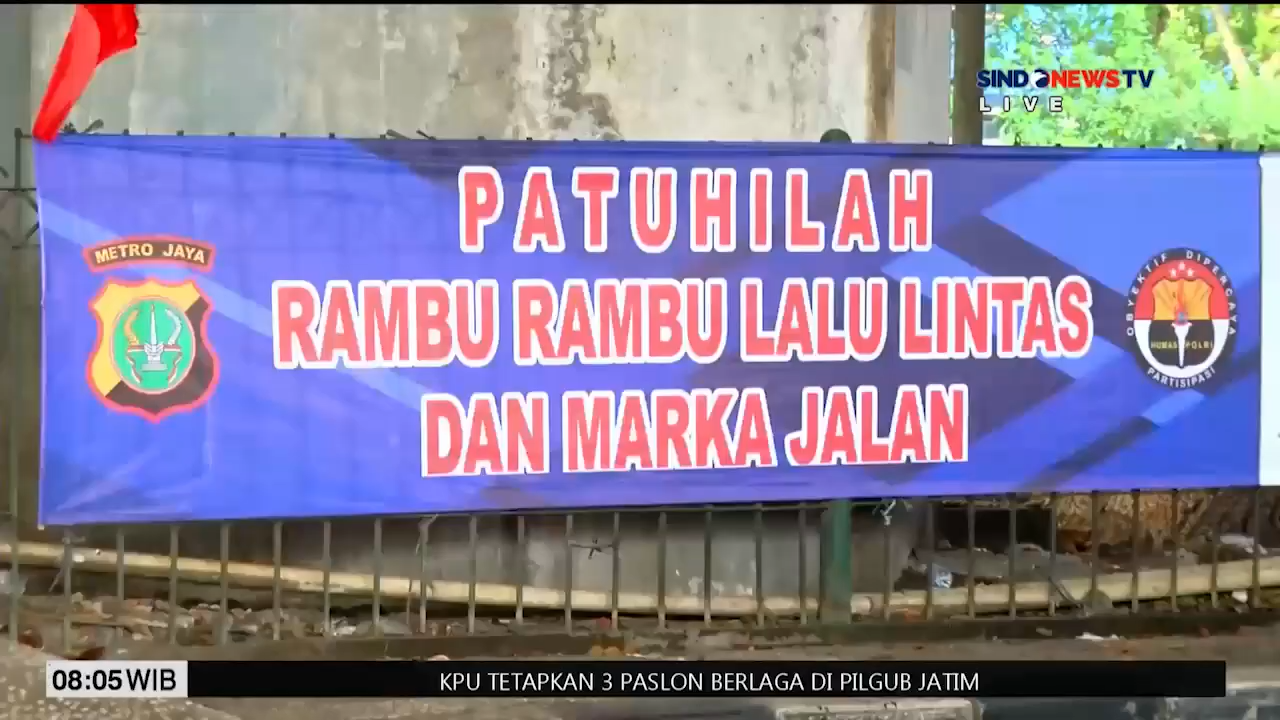 SINDONEWSTV
LIVE
PATUHILAH
RAMBU RAMBU LALU LINTAS
DAN MARKA JALAN
METRO JAYA
OBYEKTIF DIPERCAYA
HUMAS POLRI
PARTISIPASI
08:05 WIB
KPU TETAPKAN 3 PASLON BERLAGA DI PILGUB JATIM